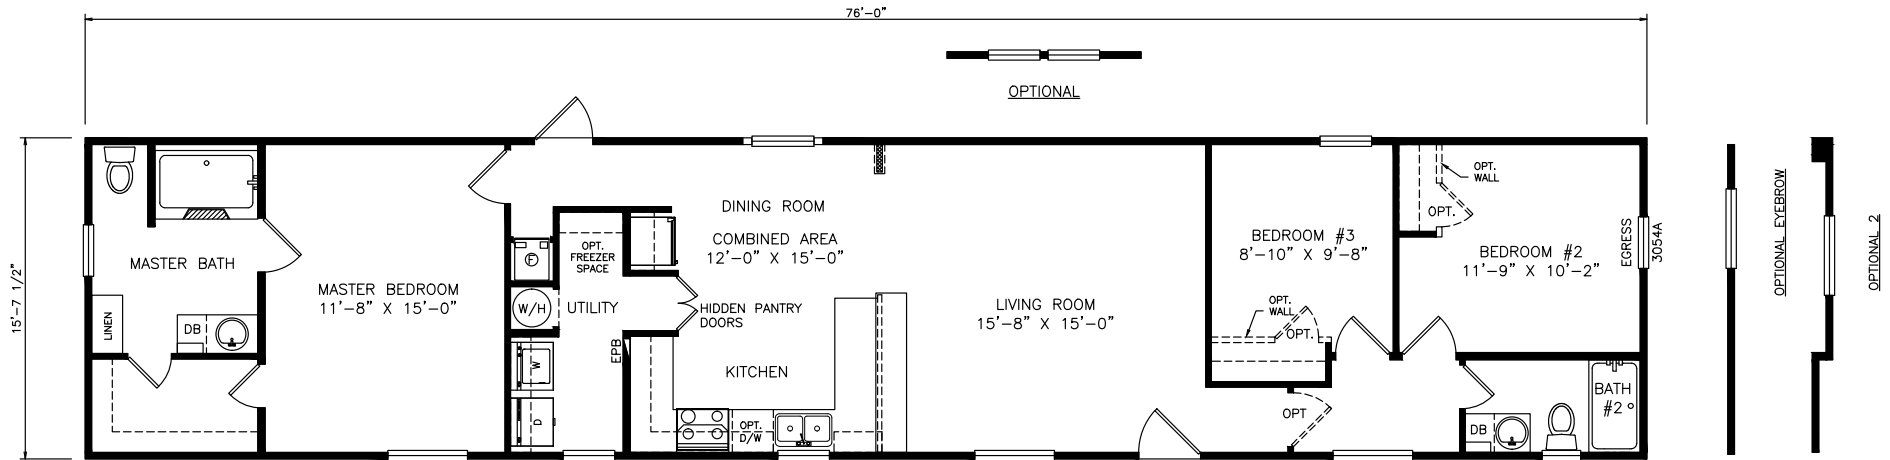 76'-0"
OPTIONAL
15'-7 1/2"
MASTER BATH
LINEN
DB
MASTER BEDROOM
11'-8" X 15'-0"
F
W/H
W
D
OPT.
FREEZER
SPACE
UTILITY
EPB
HIDDEN PANTRY
DOORS
DINING ROOM
COMBINED AREA
12'-0" X 15'-0"
KITCHEN
OPT.
D/W
LIVING ROOM
15'-8" X 15'-0"
BEDROOM #3
8'-10" X 9'-8"
OPT.
WALL
OPT.
OPT
OPT.
WALL
OPT.
BEDROOM #2
11'-9" X 10'-2"
EGRESS
3054A
DB
BATH
#2
OPTIONAL EYEBROW
OPTIONAL 2